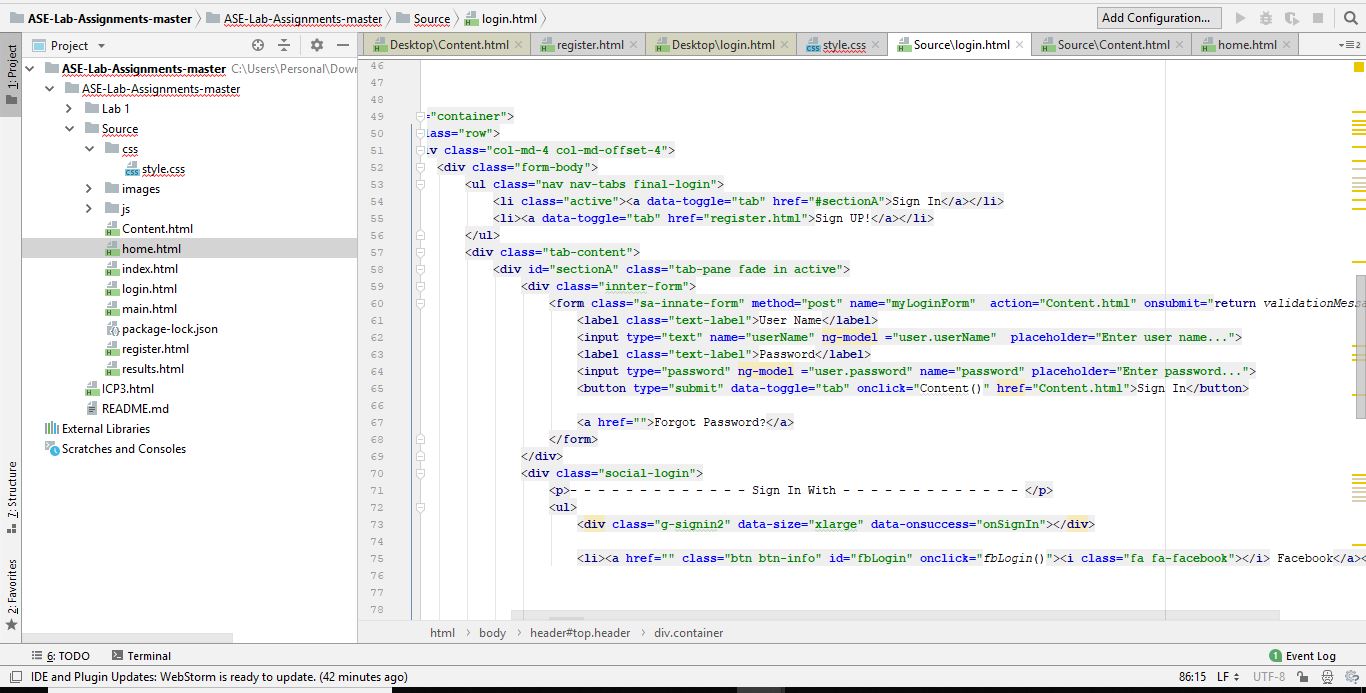 ASE-Lab-Assignments-master ASE-Lab-Assignments_master Source login.html Add Configuration...
1: Project
Project
Desktop\Content.html register.html Desktop\login.html style.css Source\login.html Source\Content.html home.html 2
ASE-Lab-Assignments-master C:\Users\Personal\Dow
ASE-Lab-Assignments_master
Lab 1
Source
css
style.css
images
js
Content.html
home.html
index.html
login.html
main.html
package-lock.json
register.html
results.html
ICP3.html
README.md
External Libraries
Scratches and Consoles
46
47
48
49 ="container">
50 lass="row">
51 iv class="col-md-4 col-md-offset-4">
52 <div class="form-body">
53 <ul class="nav nav-tabs final-login">
54 <li class="active"><a data-toggle="tab" href="#sectionA">Sign In</a></li>
55 <li><a data-toggle="tab" href="register.html">Sign UP!</a></li>
56 </ul>
57 <div class="tab-content">
58 <div id="sectionA" class="tab-pane fade in active">
59 <div class="innter-form">
60 <form class="sa-innate-form" method="post" name="myLoginForm" action="Content.html" onsubmit="return validationMessa
61 <label class="text-label">User Name</label>
62 <input type="text" name="userName" ng-model ="user.userName" placeholder="Enter user name...">
63 <label class="text-label">Password</label>
64 <input type="password" ng-model ="user.password" name="password" placeholder="Enter password...">
65 <button type="submit" data-toggle="tab" onclick="Content()" href="Content.html">Sign In</button>
66
67 <a href="">Forgot Password?</a>
68 </form>
69 </div>
70 <div class="social-login">
71 <p>- - - - - - - - - - - - - Sign In With - - - - - - - - - - - - - </p>
72 <ul>
73 <div class="g-signin2" data-size="xlarge" data-onsuccess="onSignIn"></div>
74
75 <li><a href="" class="btn btn-info" id="fbLogin" onclick="fbLogin()"><i class="fa fa-facebook"></i> Facebook</a><
76
77
78
7: Structure
2: Favorites
html body header#top.header div.container
6: TODO Terminal 1 Event Log
IDE and Plugin Updates: WebStorm is ready to update. (42 minutes ago) 86:15 LF UTF-8